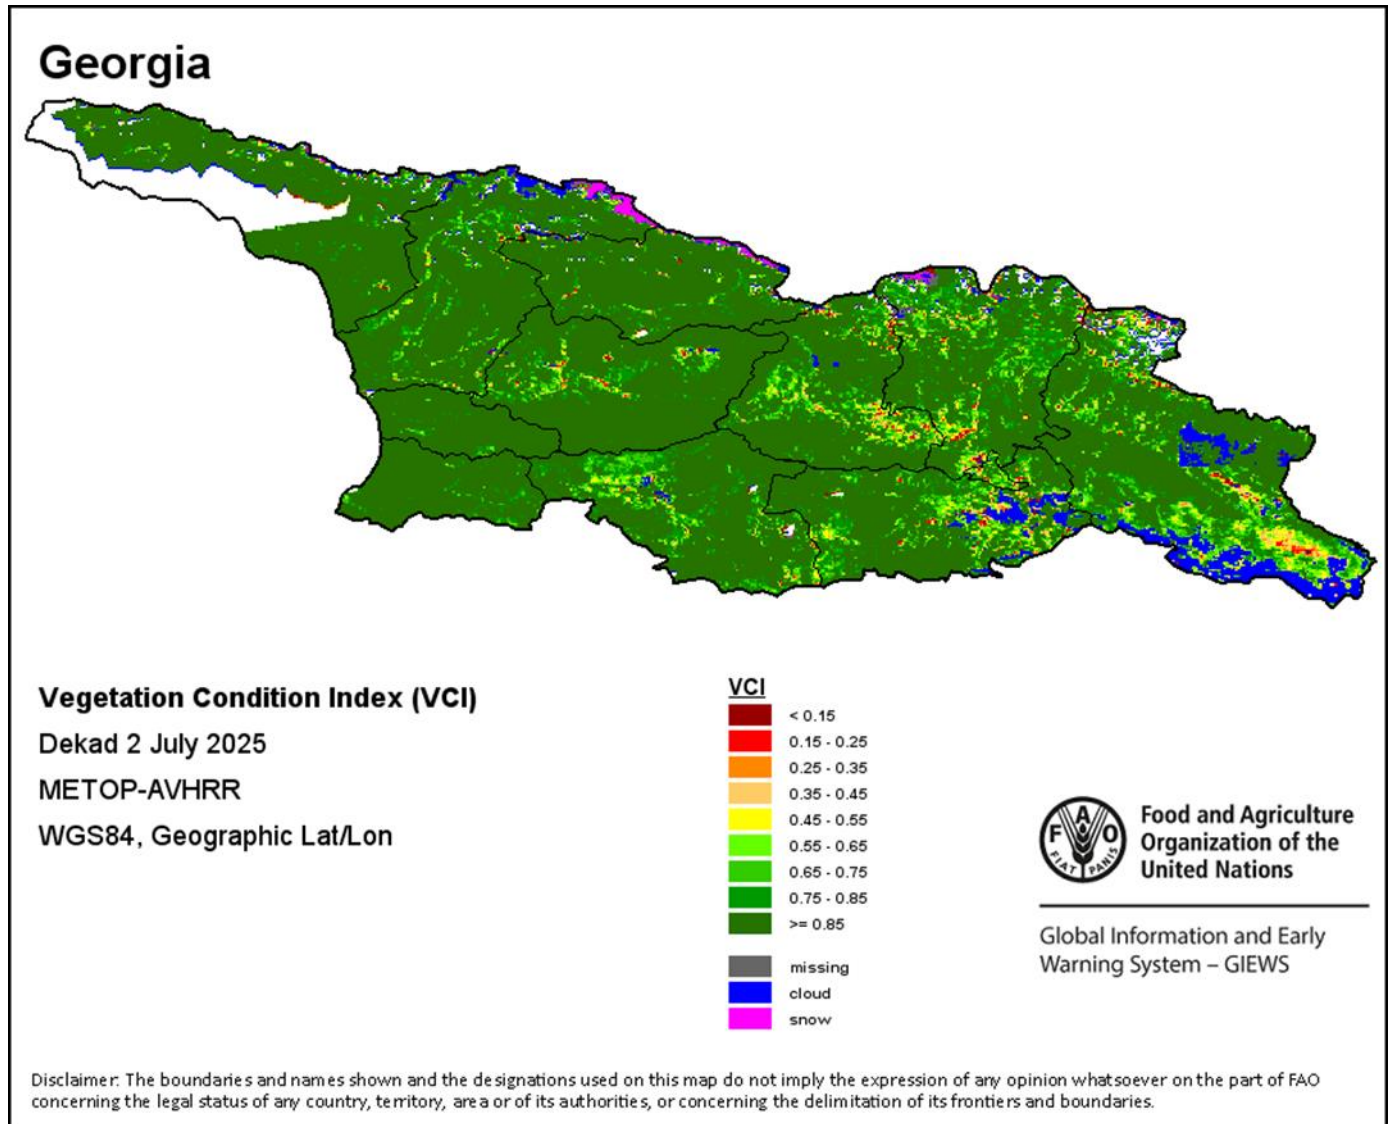 Georgia
Vegetation Condition Index (VCI)
Dekad 2 July 2025
METOP-AVHRR
WGS84, Geographic Lat/Lon
VCI
< 0.15
0.15 - 0.25
0.25 - 0.35
0.35 - 0.45
0.45 - 0.55
0.55 - 0.65
0.65 - 0.75
0.75 - 0.85
>= 0.85
missing
cloud
snow
F A O
FIAT PANIS
Food and Agriculture
Organization of the
United Nations
Global Information and Early
Warning System – GIEWS
Disclaimer: The boundaries and names shown and the designations used on this map do not imply the expression of any opinion whatsoever on the part of FAO
concerning the legal status of any country, territory, area or of its authorities, or concerning the delimitation of its frontiers and boundaries.